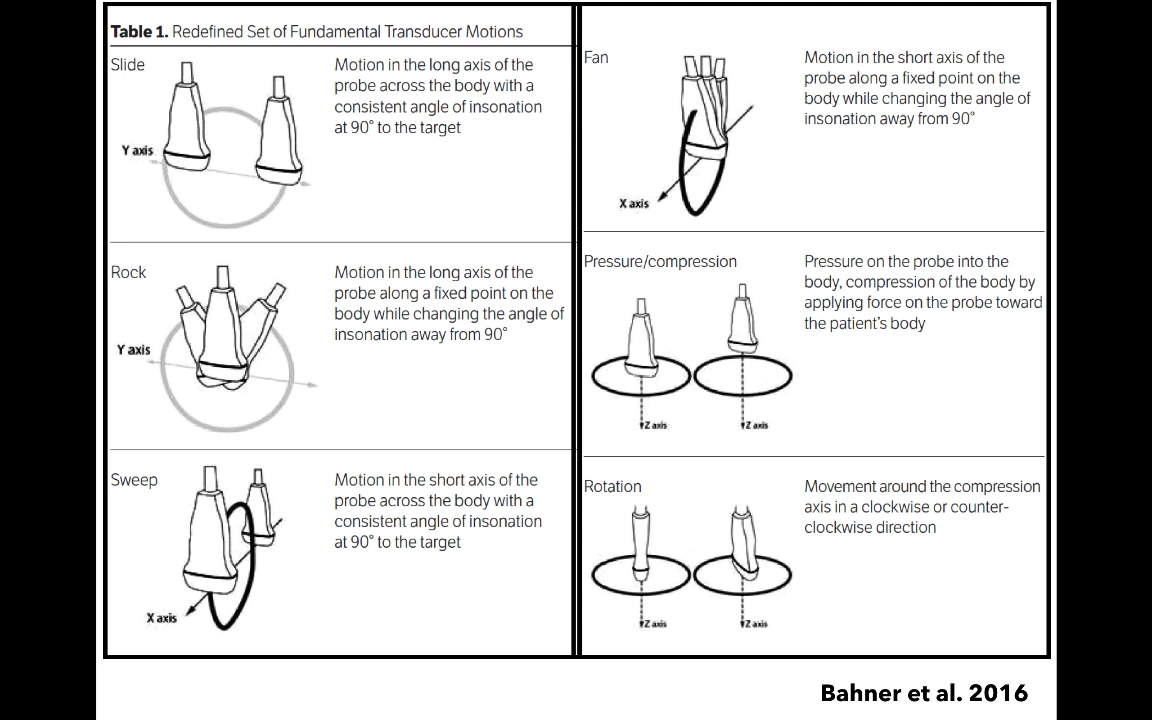 Table 1. Redefined Set of Fundamental Transducer Motions
Slide
Motion in the long axis of the
probe across the body with a
consistent angle of insonation
at 90° to the target
Y axis
Rock
Motion in the long axis of the
probe along a fixed point on the
body while changing the angle of
insonation away from 90°
Y axis
Sweep
Motion in the short axis of the
probe across the body with a
consistent angle of insonation
at 90° to the target
X axis
Fan
Motion in the short axis of the
probe along a fixed point on the
body while changing the angle of
insonation away from 90°
X axis
Pressure/compression
Pressure on the probe into the
body, compression of the body by
applying force on the probe toward
the patient's body
Z axis
Z axis
Rotation
Movement around the compression
axis in a clockwise or counter-
clockwise direction
Z axis
Z axis
Bahner et al. 2016